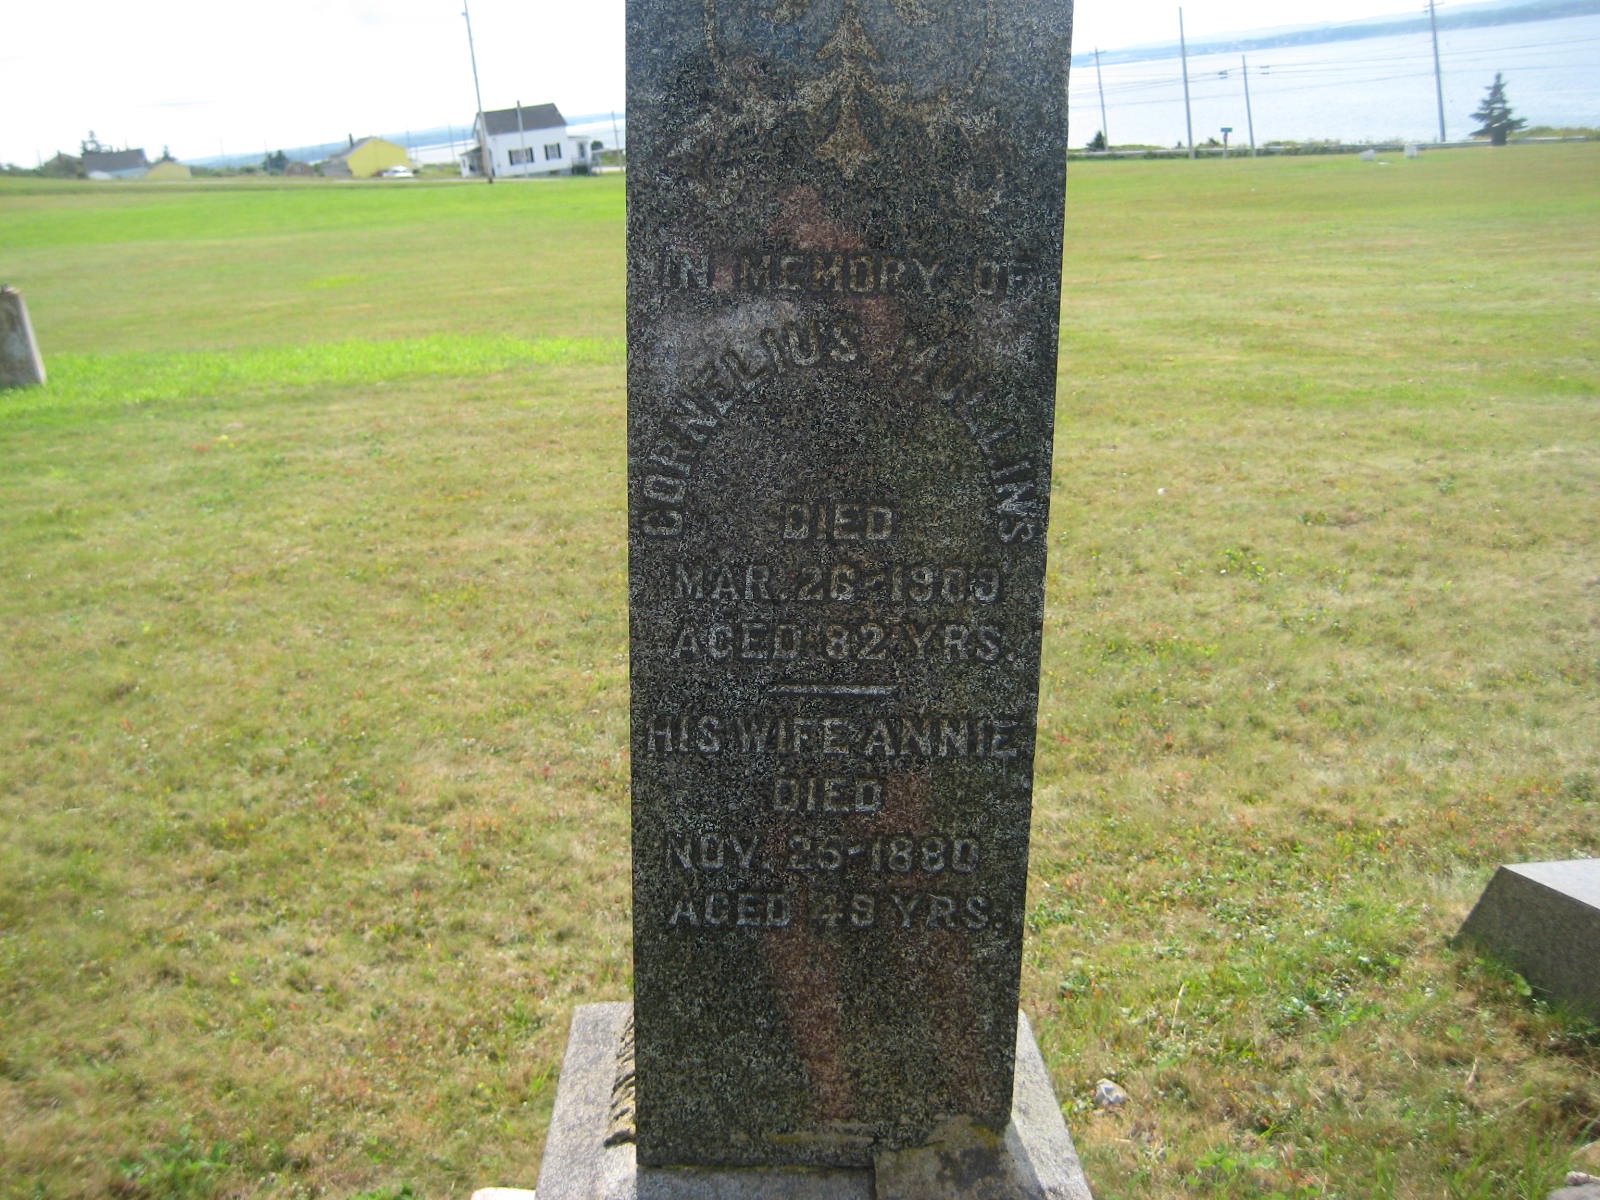 IN MEMORY OF
CORNELIUS MULLINS
DIED
MAR. 26-1909
AGED 82 YRS.
HIS WIFE ANNIE
DIED
NOV. 25-1880
AGED 49 YRS.